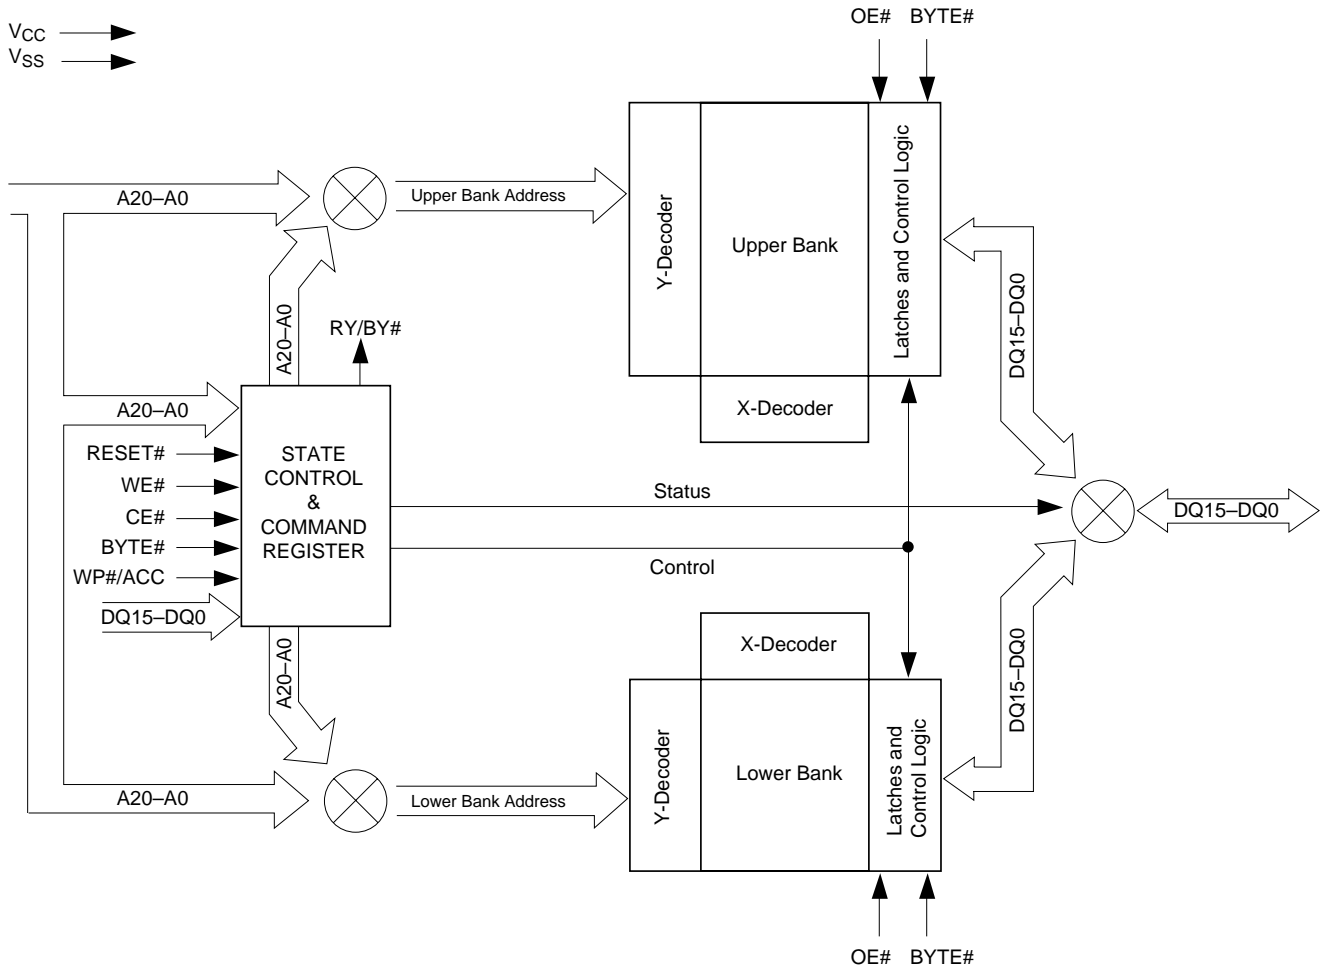 VCC
VSS
OE# BYTE#
A20–A0
Upper Bank Address
Y-Decoder
Upper Bank
Latches and Control Logic
X-Decoder
DQ15–DQ0
A20–A0
RY/BY#
A20–A0
RESET#
WE#
CE#
BYTE#
WP#/ACC
DQ15–DQ0
STATE
CONTROL
&
COMMAND
REGISTER
Status
Control
DQ15–DQ0
A20–A0
A20–A0
Lower Bank Address
X-Decoder
Y-Decoder
Lower Bank
Latches and
Control Logic
DQ15–DQ0
OE# BYTE#